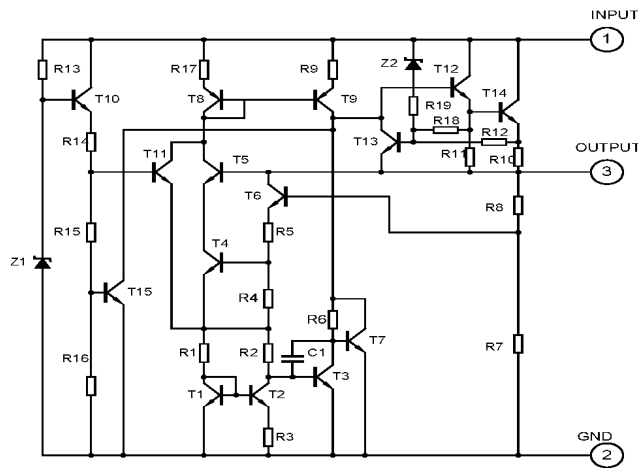 INPUT
1
R13
R17
R9
Z2
T12
T10
T8
T9
T14
R19
R18
R14
T13
R12
R11
R10
OUTPUT
3
T11
T5
T6
R8
R15
R5
T4
Z1
T15
R4
R6
R16
R1
R2
C1
T7
R7
T3
T1
T2
R3
GND
2